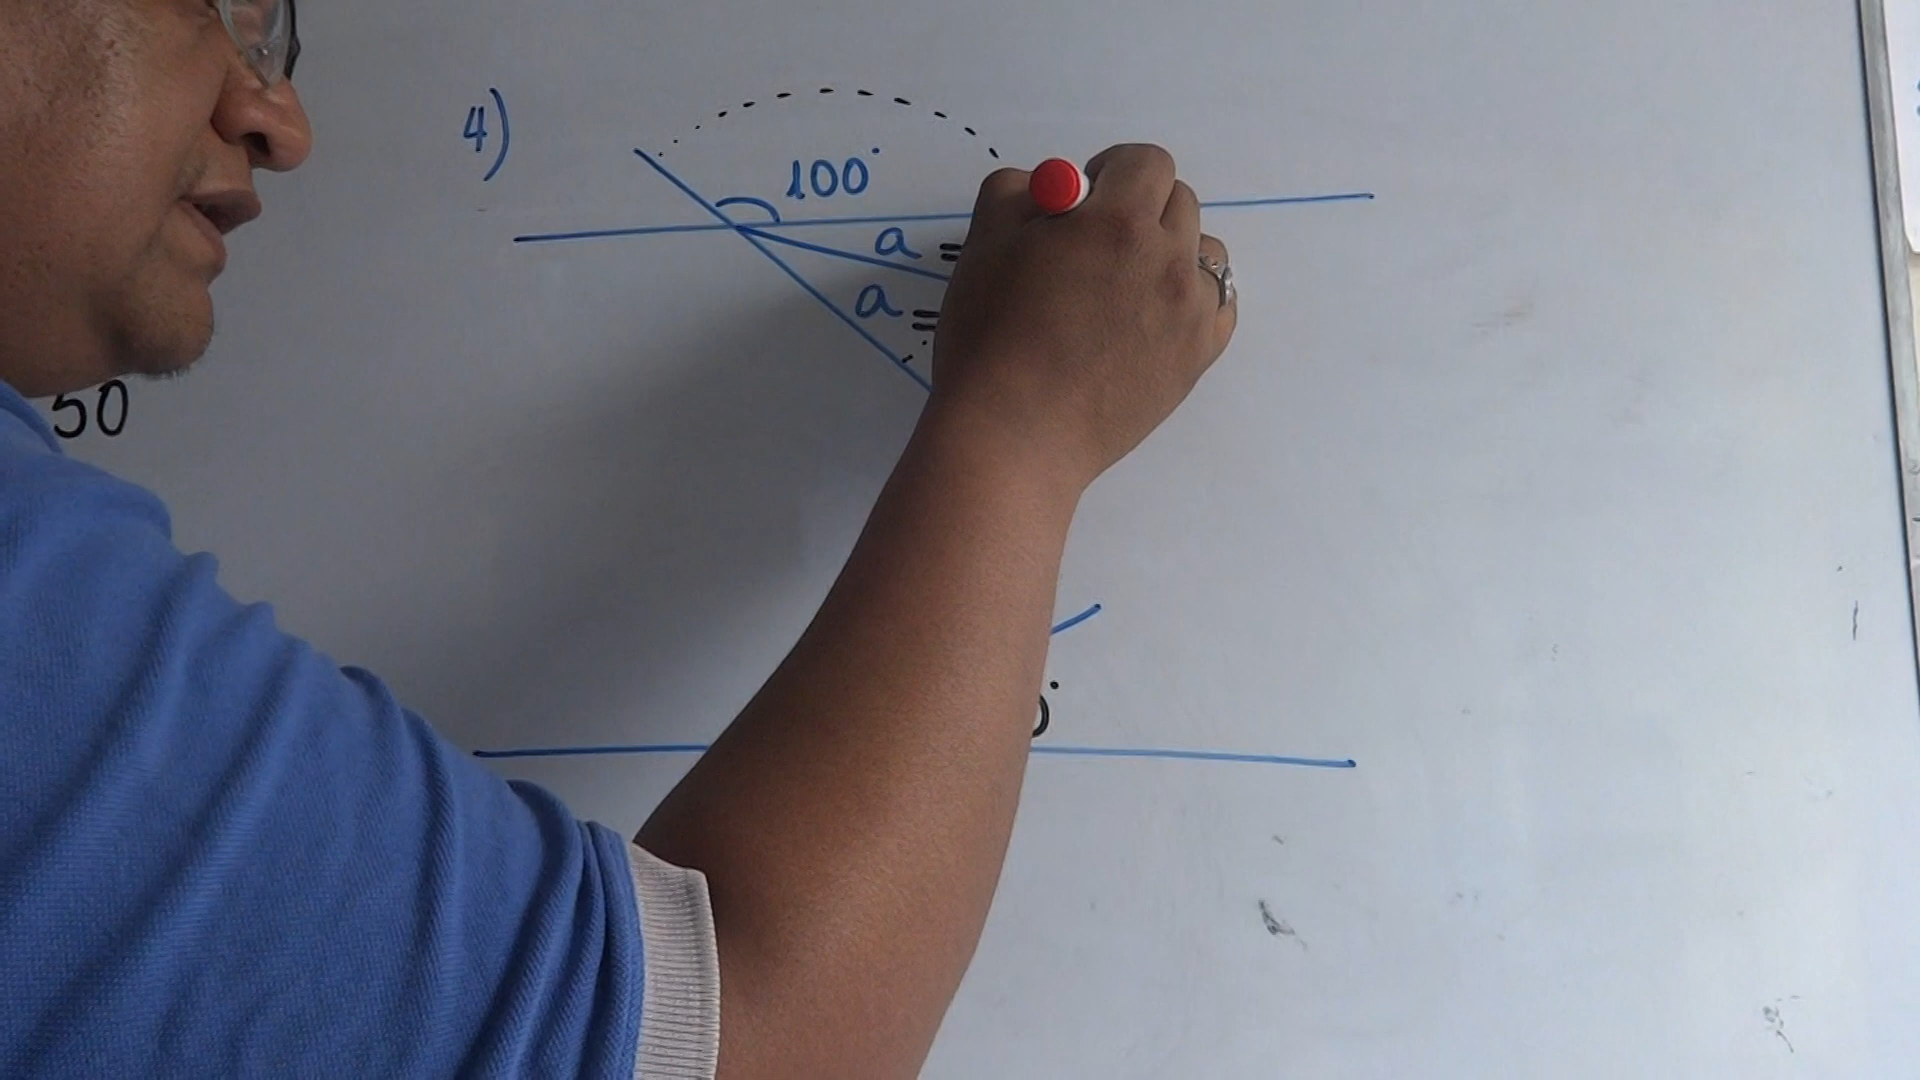 4)
100°
a =
a =
50